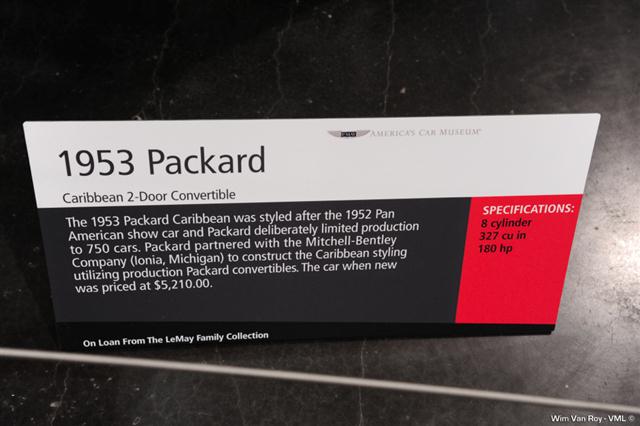 LEMAY AMERICA'S CAR MUSEUM
1953 Packard
Caribbean 2-Door Convertible
The 1953 Packard Caribbean was styled after the 1952 Pan
American show car and Packard deliberately limited production
to 750 cars. Packard partnered with the Mitchell-Bentley
Company (Ionia, Michigan) to construct the Caribbean styling
utilizing production Packard convertibles. The car when new
was priced at $5,210.00.
SPECIFICATIONS:
8 cylinder
327 cu in
180 hp
On Loan From The LeMay Family Collection
Wim Van Roy - VML ©